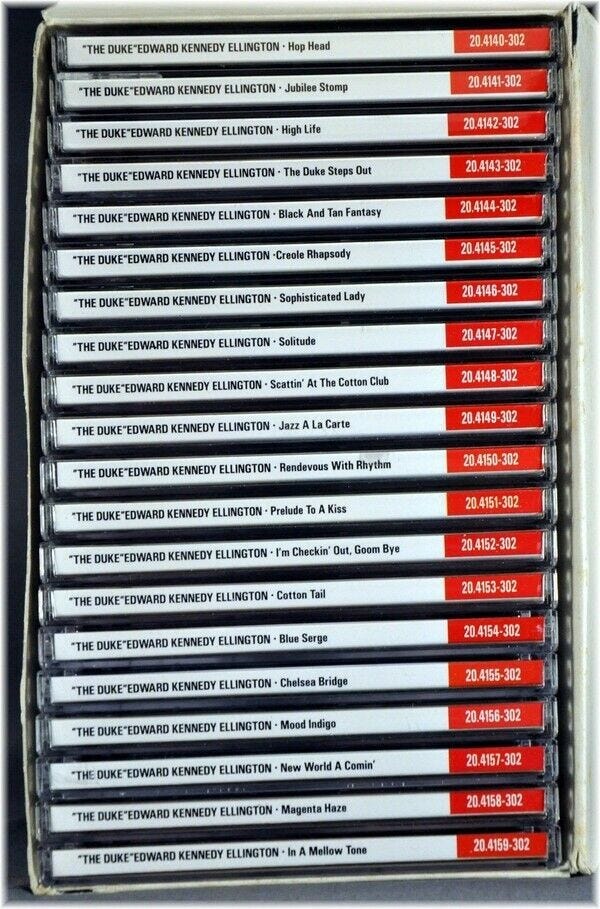 "THE DUKE"EDWARD KENNEDY ELLINGTON · Hop Head 20.4140-302
"THE DUKE"EDWARD KENNEDY ELLINGTON · Jubilee Stomp 20.4141-302
"THE DUKE"EDWARD KENNEDY ELLINGTON · High Life 20.4142-302
"THE DUKE"EDWARD KENNEDY ELLINGTON · The Duke Steps Out 20.4143-302
"THE DUKE"EDWARD KENNEDY ELLINGTON · Black And Tan Fantasy 20.4144-302
"THE DUKE"EDWARD KENNEDY ELLINGTON ·Creole Rhapsody 20.4145-302
"THE DUKE"EDWARD KENNEDY ELLINGTON · Sophisticated Lady 20.4146-302
"THE DUKE"EDWARD KENNEDY ELLINGTON · Solitude 20.4147-302
"THE DUKE"EDWARD KENNEDY ELLINGTON · Scattin' At The Cotton Club 20.4148-302
"THE DUKE"EDWARD KENNEDY ELLINGTON · Jazz A La Carte 20.4149-302
"THE DUKE"EDWARD KENNEDY ELLINGTON · Rendevous With Rhythm 20.4150-302
"THE DUKE"EDWARD KENNEDY ELLINGTON · Prelude To A Kiss 20.4151-302
"THE DUKE"EDWARD KENNEDY ELLINGTON · I'm Checkin' Out, Goom Bye 20.4152-302
"THE DUKE"EDWARD KENNEDY ELLINGTON · Cotton Tail 20.4153-302
"THE DUKE"EDWARD KENNEDY ELLINGTON · Blue Serge 20.4154-302
"THE DUKE"EDWARD KENNEDY ELLINGTON · Chelsea Bridge 20.4155-302
"THE DUKE"EDWARD KENNEDY ELLINGTON · Mood Indigo 20.4156-302
"THE DUKE"EDWARD KENNEDY ELLINGTON · New World A Comin' 20.4157-302
"THE DUKE"EDWARD KENNEDY ELLINGTON · Magenta Haze 20.4158-302
"THE DUKE"EDWARD KENNEDY ELLINGTON · In A Mellow Tone 20.4159-302